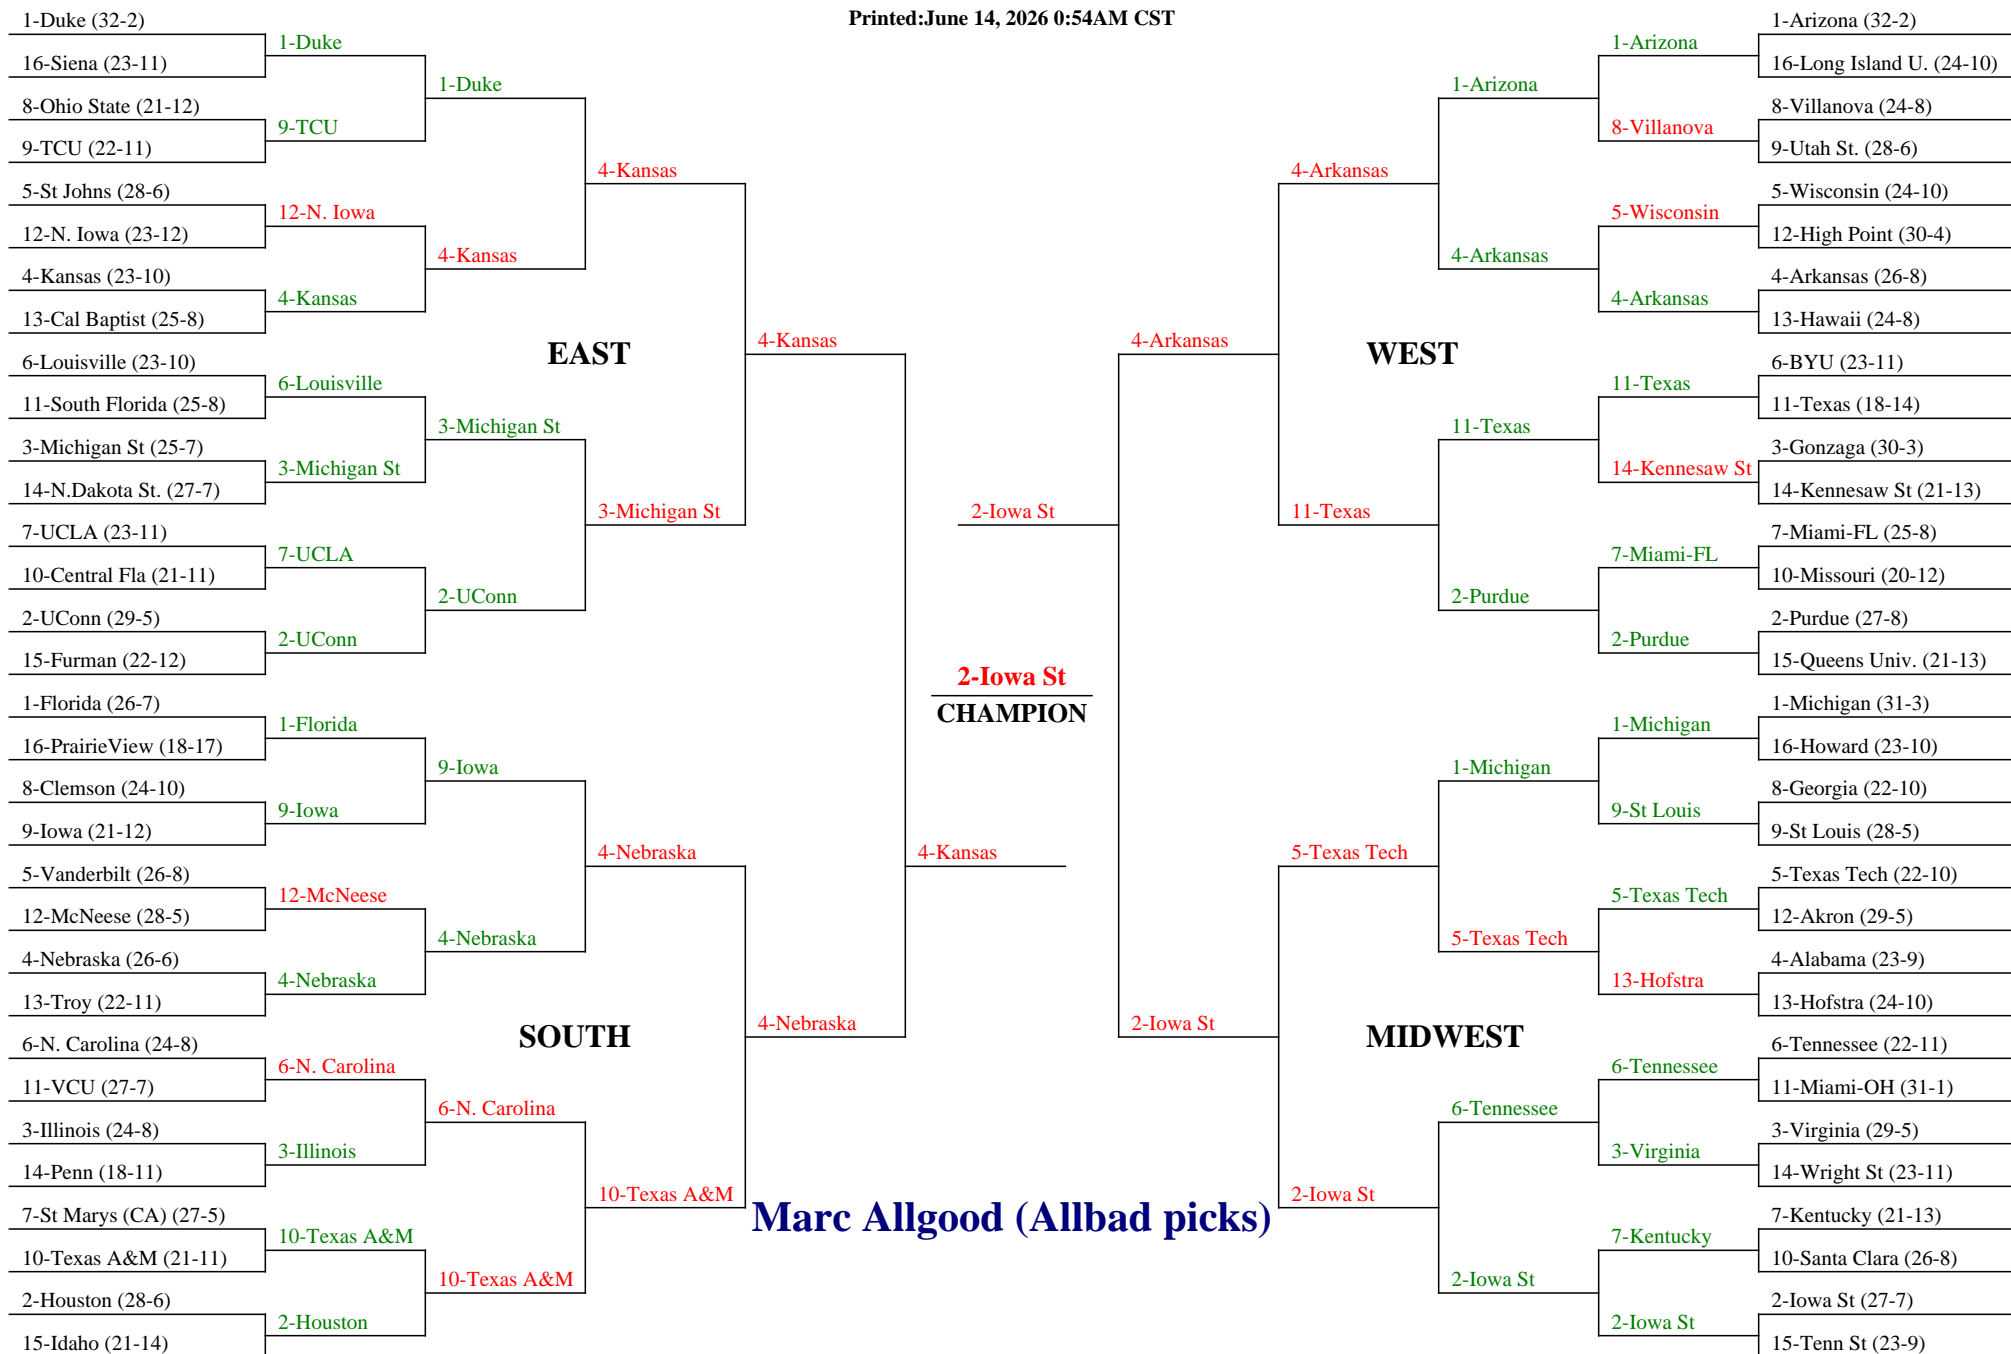 Printed:June 14, 2026 0:54AM CST
1-Duke (32-2)
16-Siena (23-11)
8-Ohio State (21-12)
9-TCU (22-11)
5-St Johns (28-6)
12-N. Iowa (23-12)
4-Kansas (23-10)
13-Cal Baptist (25-8)
6-Louisville (23-10)
11-South Florida (25-8)
3-Michigan St (25-7)
14-N.Dakota St. (27-7)
7-UCLA (23-11)
10-Central Fla (21-11)
2-UConn (29-5)
15-Furman (22-12)
1-Florida (26-7)
16-PrairieView (18-17)
8-Clemson (24-10)
9-Iowa (21-12)
5-Vanderbilt (26-8)
12-McNeese (28-5)
4-Nebraska (26-6)
13-Troy (22-11)
6-N. Carolina (24-8)
11-VCU (27-7)
3-Illinois (24-8)
14-Penn (18-11)
7-St Marys (CA) (27-5)
10-Texas A&M (21-11)
2-Houston (28-6)
15-Idaho (21-14)
1-Duke
9-TCU
12-N. Iowa
4-Kansas
6-Louisville
3-Michigan St
7-UCLA
2-UConn
1-Florida
9-Iowa
12-McNeese
4-Nebraska
6-N. Carolina
3-Illinois
10-Texas A&M
2-Houston
1-Duke
4-Kansas
3-Michigan St
2-UConn
9-Iowa
4-Nebraska
6-N. Carolina
10-Texas A&M
4-Kansas
3-Michigan St
4-Nebraska
10-Texas A&M
EAST
SOUTH
4-Kansas
4-Nebraska
4-Kansas
2-Iowa St
2-Iowa St
CHAMPION
Marc Allgood (Allbad picks)
4-Arkansas
2-Iowa St
WEST
MIDWEST
4-Arkansas
11-Texas
5-Texas Tech
2-Iowa St
1-Arizona
4-Arkansas
11-Texas
2-Purdue
1-Michigan
5-Texas Tech
6-Tennessee
2-Iowa St
1-Arizona
8-Villanova
5-Wisconsin
4-Arkansas
11-Texas
14-Kennesaw St
7-Miami-FL
2-Purdue
1-Michigan
9-St Louis
5-Texas Tech
13-Hofstra
6-Tennessee
3-Virginia
7-Kentucky
2-Iowa St
1-Arizona (32-2)
16-Long Island U. (24-10)
8-Villanova (24-8)
9-Utah St. (28-6)
5-Wisconsin (24-10)
12-High Point (30-4)
4-Arkansas (26-8)
13-Hawaii (24-8)
6-BYU (23-11)
11-Texas (18-14)
3-Gonzaga (30-3)
14-Kennesaw St (21-13)
7-Miami-FL (25-8)
10-Missouri (20-12)
2-Purdue (27-8)
15-Queens Univ. (21-13)
1-Michigan (31-3)
16-Howard (23-10)
8-Georgia (22-10)
9-St Louis (28-5)
5-Texas Tech (22-10)
12-Akron (29-5)
4-Alabama (23-9)
13-Hofstra (24-10)
6-Tennessee (22-11)
11-Miami-OH (31-1)
3-Virginia (29-5)
14-Wright St (23-11)
7-Kentucky (21-13)
10-Santa Clara (26-8)
2-Iowa St (27-7)
15-Tenn St (23-9)